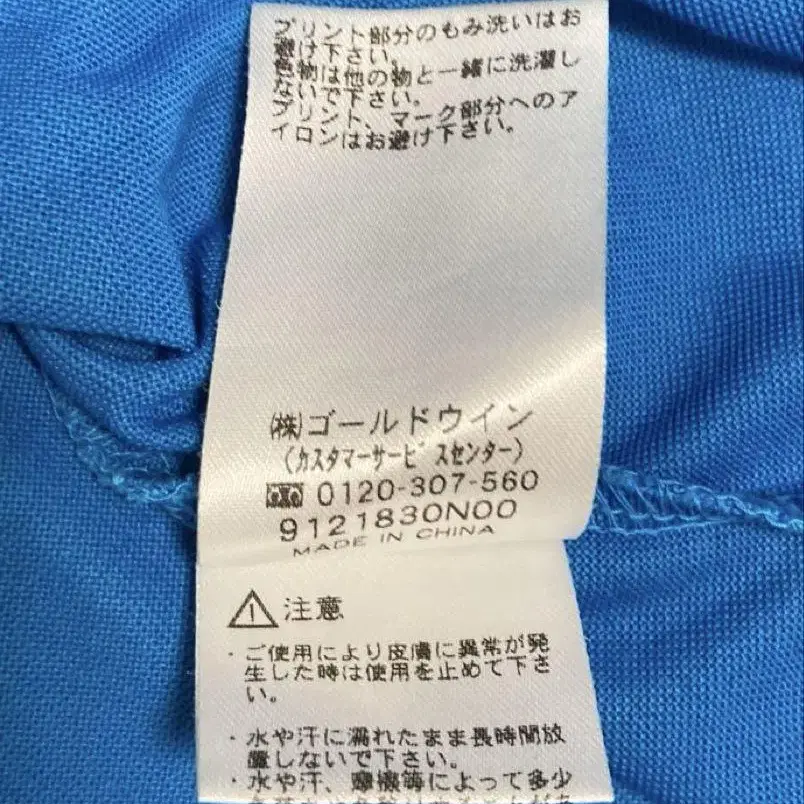 プリント部分のもみ洗いはお
避け下さい。
色物は他の物と一緒に洗濯し
ないで下さい。
プリント、マーク部分へのア
イロンはお避け下さい。
㈱ゴールドウイン
(カスタマーサービスセンター)
0120-307-560
9121830N00
MADE IN CHINA
注意
・ご使用により皮膚に異常が発
生した時は使用を止めて下さ
い。
・水や汗に濡れたまま長時間放
置しないで下さい。
・水や汗、摩擦等によって多少